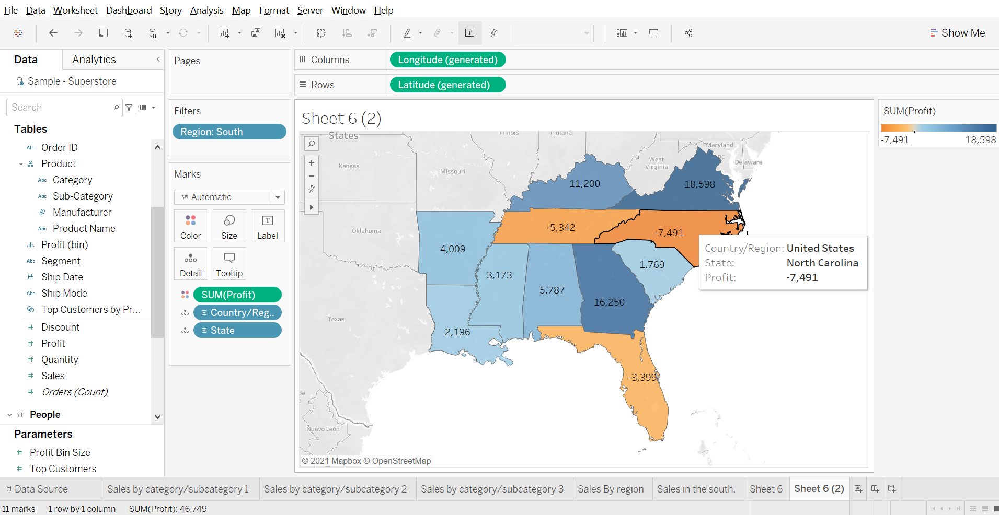 File Data Worksheet Dashboard Story Analysis Map Format Server Window Help
Show Me
Data Analytics
Sample - Superstore
Search
Tables
Abc Order ID
Product
Abc Category
Abc Sub-Category
Manufacturer
Abc Product Name
Profit (bin)
Abc Segment
Ship Date
Abc Ship Mode
Top Customers by Pr...
# Discount
# Profit
# Quantity
# Sales
# Orders (Count)
People
Parameters
# Profit Bin Size
# Top Customers
Pages
Filters
Region: South
Marks
Automatic
Color Size Label
Detail Tooltip
SUM(Profit)
Country/Reg..
State
Columns Longitude (generated)
Rows Latitude (generated)
Sheet 6 (2)
States
Illinois
Indiana
Maryland
DC
West
Virginia
Delaware
Kansas
Missouri
11,200
18,598
Oklahoma
-5,342
-7,491
4,009
3,173
1,769
5,787
16,250
Texas
2,196
-3,399
Nuevo León
Country/Region: United States
State: North Carolina
Profit: -7,491
© 2021 Mapbox © OpenStreetMap
SUM(Profit)
-7,491 18,598
Data Source Sales by category/subcategory 1 Sales by category/subcategory 2 Sales by category/subcategory 3 Sales By region Sales in the south. Sheet 6 Sheet 6 (2)
11 marks 1 row by 1 column SUM(Profit): 46,749